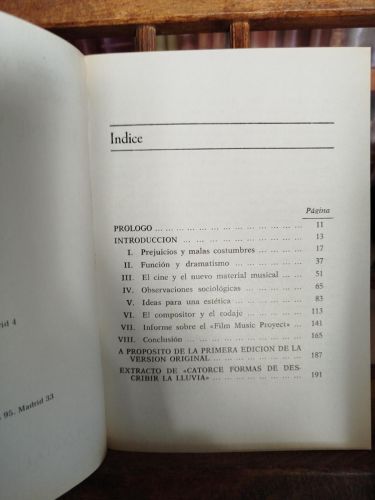 Indice
Página
PROLOGO ... 11
INTRODUCCION ... 13
I. Prejuicios y malas costumbres ... 17
II. Función y dramatismo ... 37
III. El cine y el nuevo material musical ... 51
IV. Observaciones sociológicas ... 65
V. Ideas para una estética ... 83
VI. El compositor y el codaje ... 113
VII. Informe sobre el «Film Music Proyect» ... 141
VIII. Conclusión ... 165
A PROPOSITO DE LA PRIMERA EDICION DE LA
VERSION ORIGINAL ... 187
EXTRACTO DE «CATORCE FORMAS DE DES-
CRIBIR LA LLUVIA» ... 191
4
95. Madrid 33